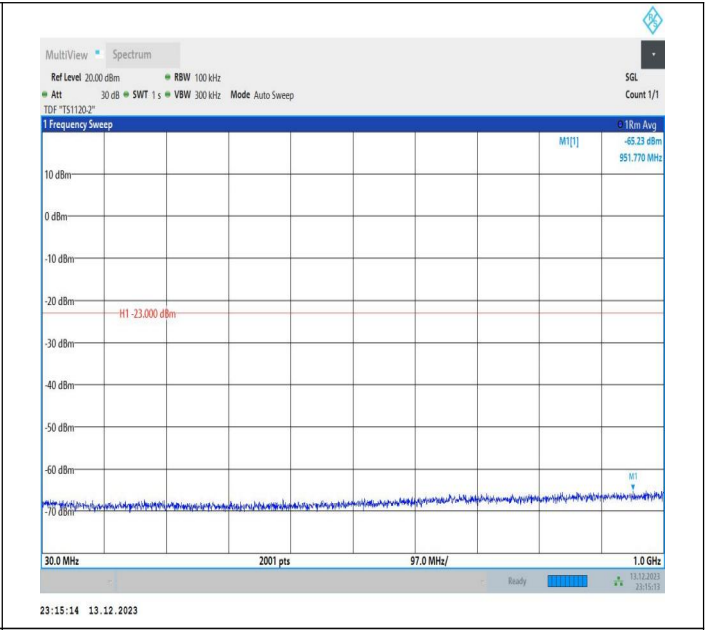 R S
MultiView Spectrum
Ref Level 20.00 dBm RBW 100 kHz SGL
Att 30 dB SWT 1 s VBW 300 kHz Mode Auto Sweep Count 1/1
TDF "TS1120-2"
1 Frequency Sweep 1Rm Avg
M1[1] -65.23 dBm
951.770 MHz
10 dBm
0 dBm
-10 dBm
-20 dBm
H1 -23.000 dBm
-30 dBm
-40 dBm
-50 dBm
-60 dBm
M1
-70 dBm
30.0 MHz 2001 pts 97.0 MHz/ 1.0 GHz
Ready 13.12.2023
23:15:13
23:15:14 13.12.2023